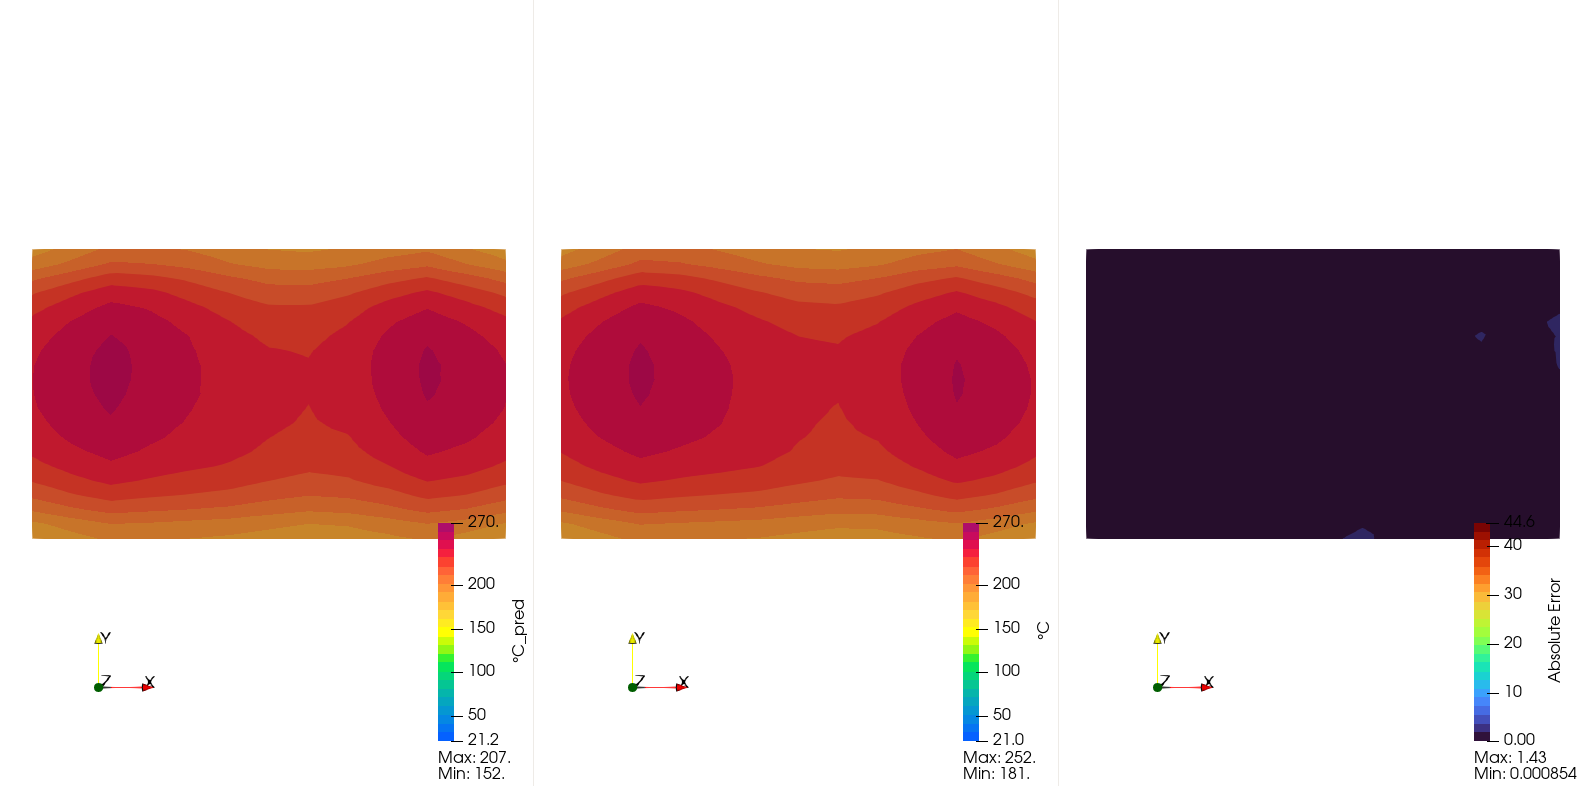 270.
200
150
100
50
21.2
°C_pred
Max: 207.
Min: 152.
Y
Z
X
270.
200
150
100
50
21.0
°C
Max: 252.
Min: 181.
Y
Z
X
44.6
40
30
20
10
0.00
Absolute Error
Max: 1.43
Min: 0.000854
Y
Z
X